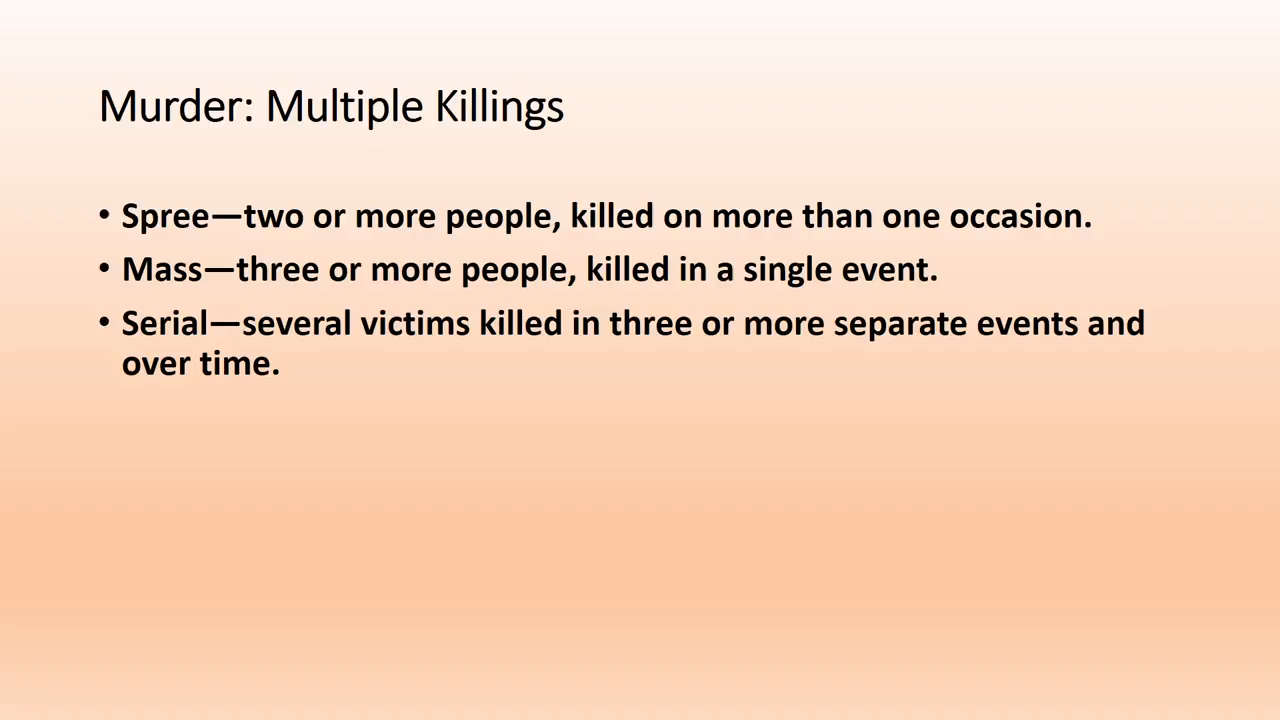 Murder: Multiple Killings
• Spree—two or more people, killed on more than one occasion.
• Mass—three or more people, killed in a single event.
• Serial—several victims killed in three or more separate events and
over time.